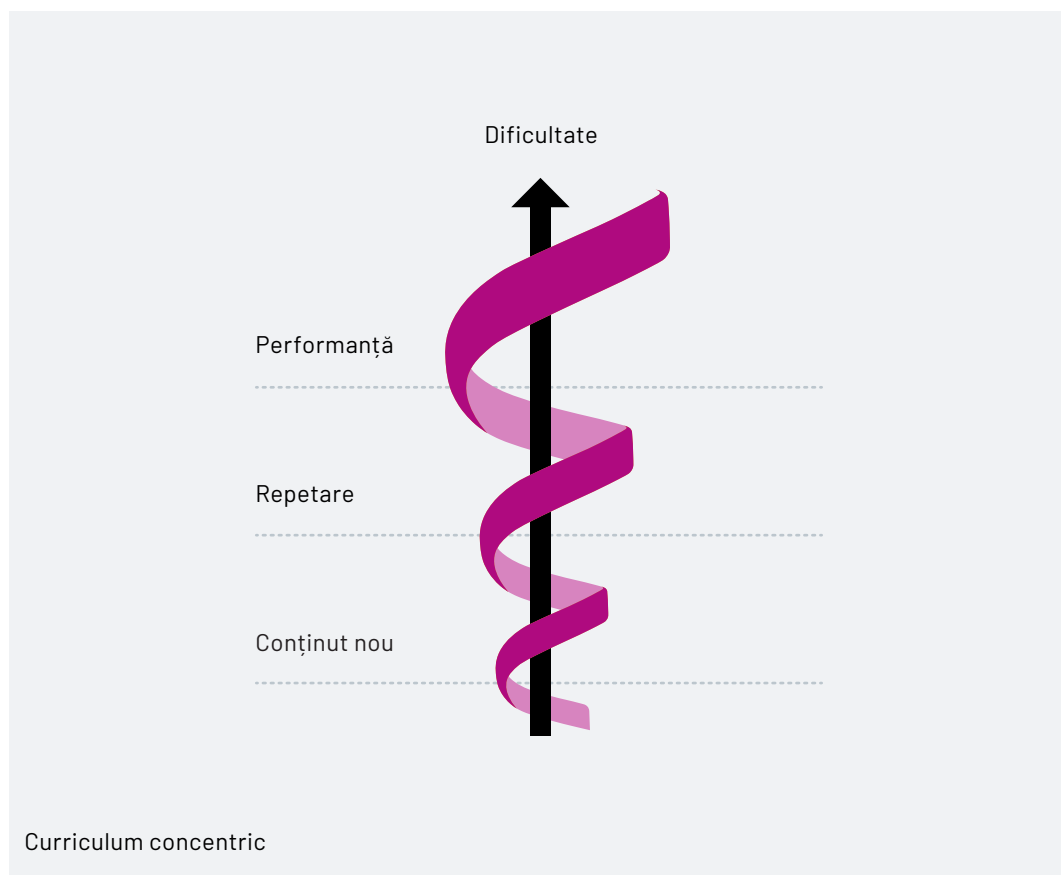 Dificultate
Performanță
Repetare
Conținut nou
Curriculum concentric